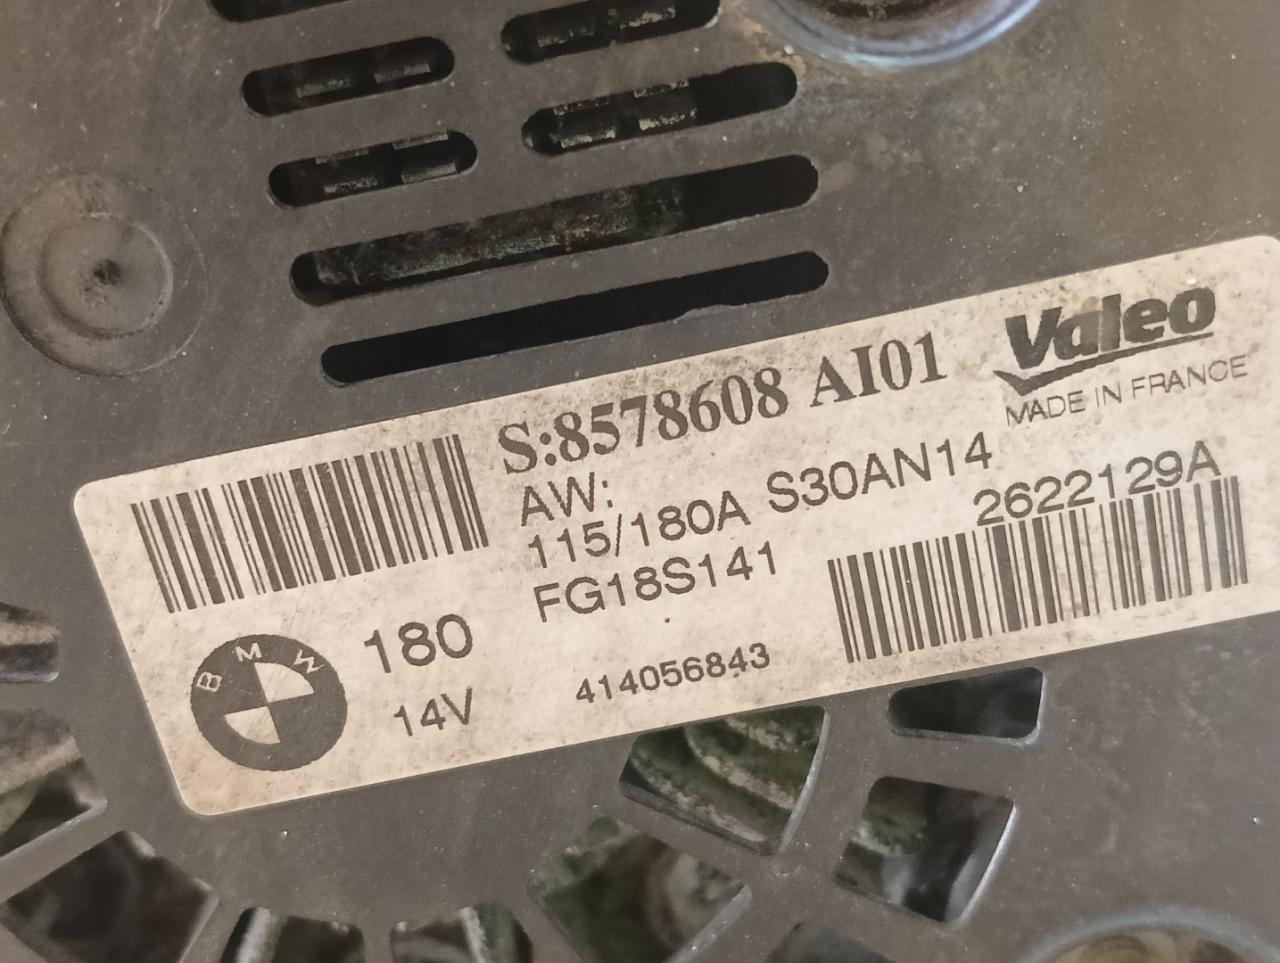 S:8578608 AI01
Valeo
MADE IN FRANCE
AW:
115/180A S30AN14
FG18S141
2622129A
BMW
180
14V
414056843